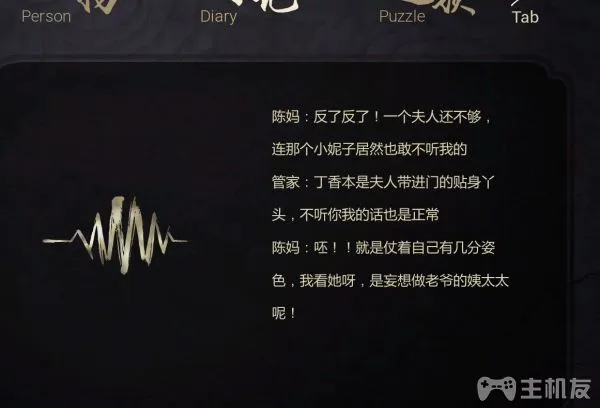 Person
Diary
Puzzle
Tab
陈妈：反了反了！一个夫人还不够，
连那个小妮子居然也敢不听我的
管家：丁香本是夫人带进门的贴身丫
头，不听你我的话也是正常
陈妈：呸！！就是仗着自己有几分姿
色，我看她呀，是妄想做老爷的姨太太
呢！
主机友